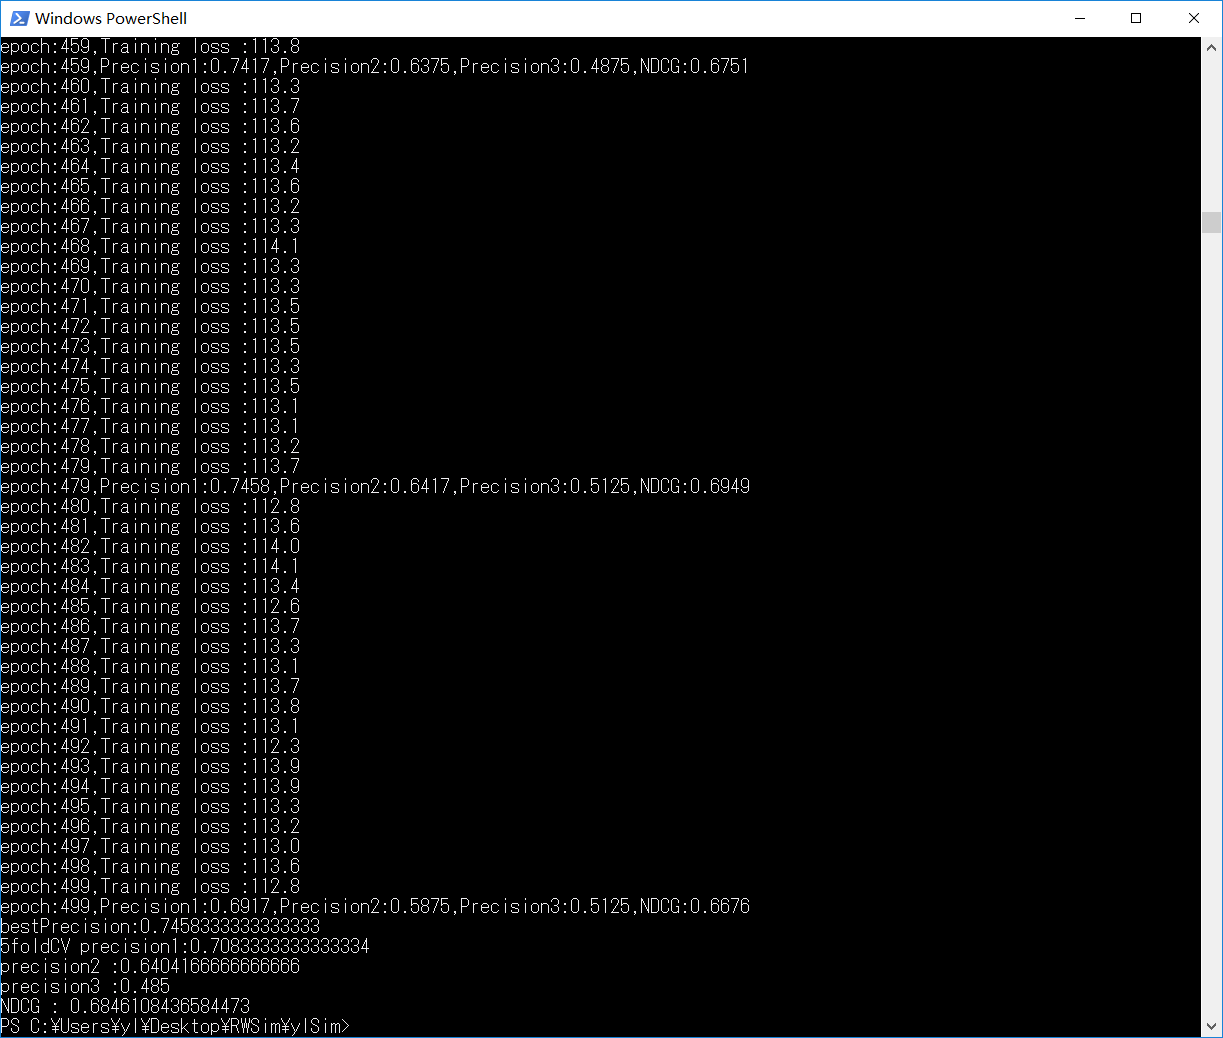 Windows PowerShell
epoch:459,Training loss :113.8
epoch:459,Precision1:0.7417,Precision2:0.6375,Precision3:0.4875,NDCG:0.6751
epoch:460,Training loss :113.3
epoch:461,Training loss :113.7
epoch:462,Training loss :113.6
epoch:463,Training loss :113.2
epoch:464,Training loss :113.4
epoch:465,Training loss :113.6
epoch:466,Training loss :113.2
epoch:467,Training loss :113.3
epoch:468,Training loss :114.1
epoch:469,Training loss :113.3
epoch:470,Training loss :113.3
epoch:471,Training loss :113.5
epoch:472,Training loss :113.5
epoch:473,Training loss :113.5
epoch:474,Training loss :113.3
epoch:475,Training loss :113.5
epoch:476,Training loss :113.1
epoch:477,Training loss :113.1
epoch:478,Training loss :113.2
epoch:479,Training loss :113.7
epoch:479,Precision1:0.7458,Precision2:0.6417,Precision3:0.5125,NDCG:0.6949
epoch:480,Training loss :112.8
epoch:481,Training loss :113.6
epoch:482,Training loss :114.0
epoch:483,Training loss :114.1
epoch:484,Training loss :113.4
epoch:485,Training loss :112.6
epoch:486,Training loss :113.7
epoch:487,Training loss :113.3
epoch:488,Training loss :113.1
epoch:489,Training loss :113.7
epoch:490,Training loss :113.8
epoch:491,Training loss :113.1
epoch:492,Training loss :112.3
epoch:493,Training loss :113.9
epoch:494,Training loss :113.9
epoch:495,Training loss :113.3
epoch:496,Training loss :113.2
epoch:497,Training loss :113.0
epoch:498,Training loss :113.6
epoch:499,Training loss :112.8
epoch:499,Precision1:0.6917,Precision2:0.5875,Precision3:0.5125,NDCG:0.6676
bestPrecision:0.7458333333333333
5foldCV precision1:0.7083333333333334
precision2 :0.6404166666666666
precision3 :0.485
NDCG : 0.6846108436584473
PS C:¥Users¥yl¥Desktop¥RWSim¥ylSim>